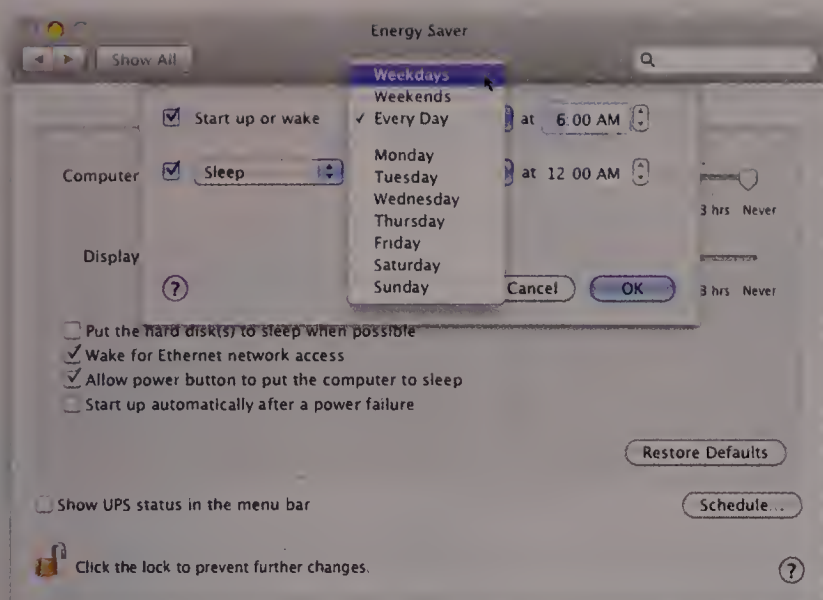 Energy Saver
Show All
Weekdays
Weekends
Start up or wake ✓ Every Day at 6:00 AM
Monday
Computer Sleep Tuesday at 12 00 AM
Wednesday
Thursday 3 hrs Never
Friday
Display Saturday
? Sunday Cancel OK 3 hrs Never
Put the hard disk(s) to sleep when possible
Wake for Ethernet network access
Allow power button to put the computer to sleep
Start up automatically after a power failure
Restore Defaults
Show UPS status in the menu bar Schedule...
Click the lock to prevent further changes. ?